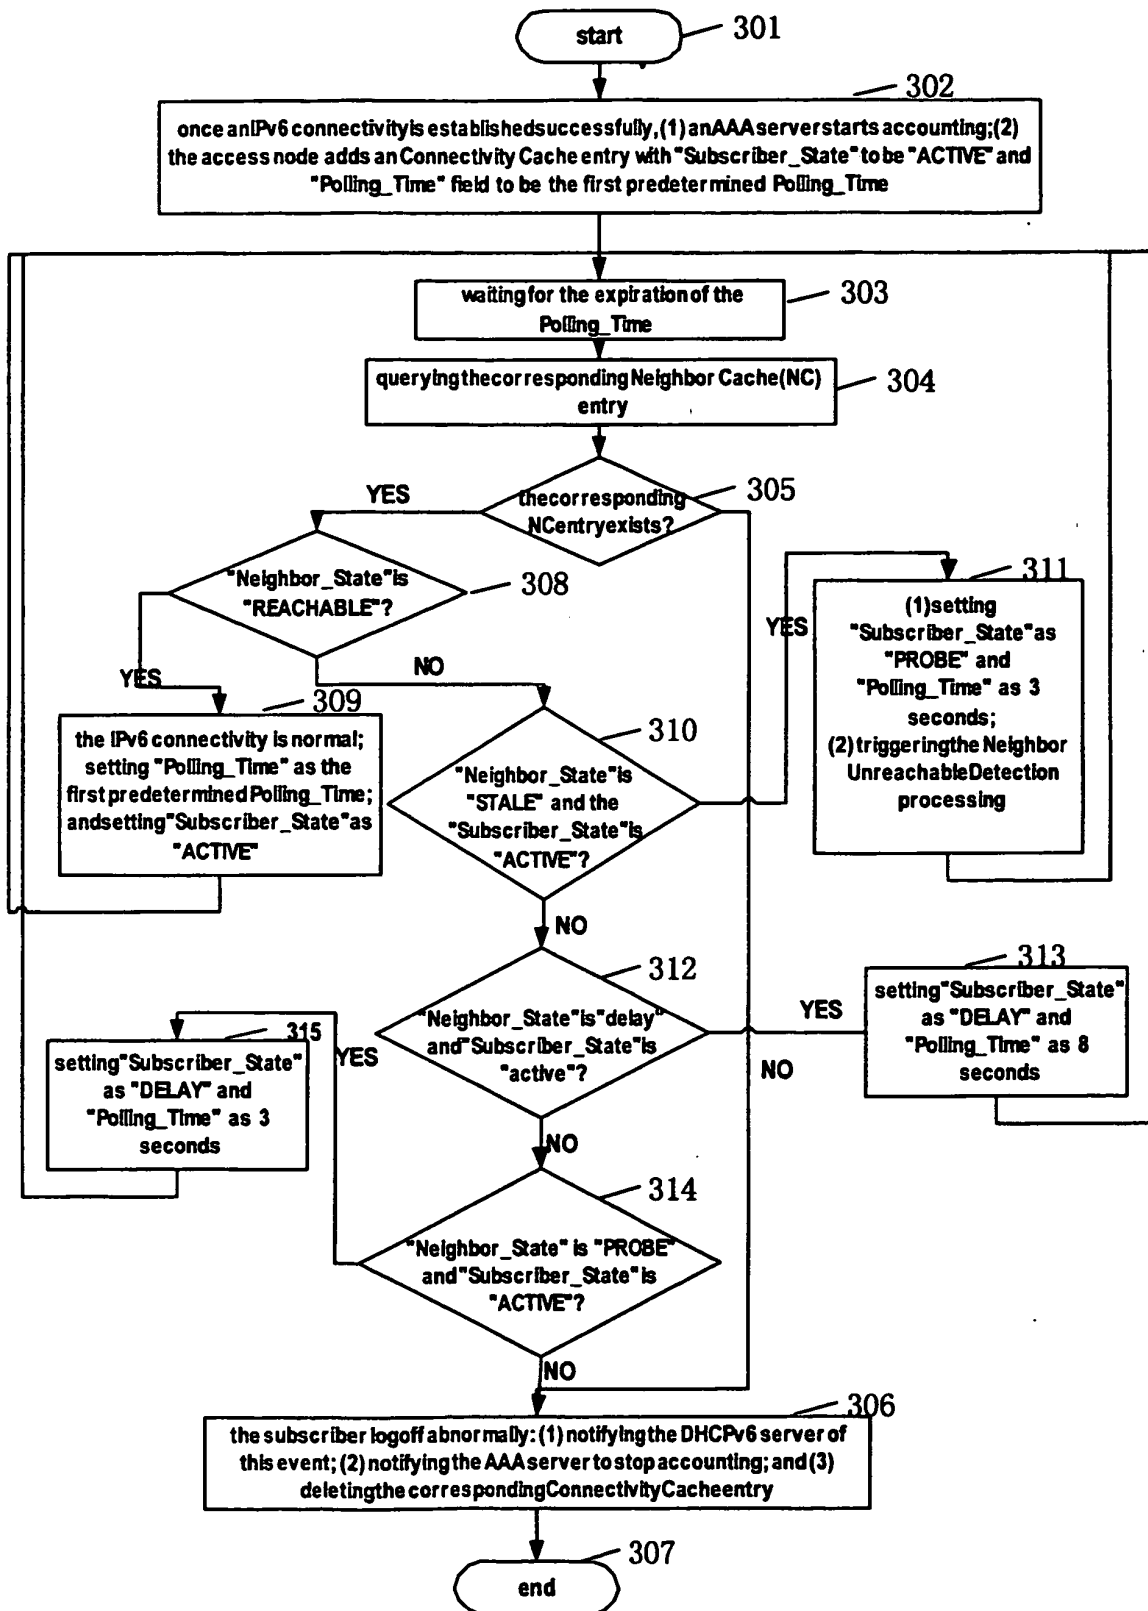 start
301
302
once an IPv6 connectivity is established successfully, (1) an AAA server starts accounting; (2)
the access node adds an Connectivity Cache entry with "Subscriber_State" to be "ACTIVE" and
"Polling_Time" field to be the first predetermined Polling_Time
waiting for the expiration of the
Polling_Time
303
querying the corresponding Neighbor Cache(NC)
entry
304
the corresponding
NC entry exists?
305
YES
"Neighbor_State" is
"REACHABLE"?
308
YES
NO
309
the IPv6 connectivity is normal;
setting "Polling_Time" as the
first predetermined Polling_Time;
and setting "Subscriber_State" as
"ACTIVE"
310
"Neighbor_State" is
"STALE" and the
"Subscriber_State" is
"ACTIVE"?
YES
311
(1) setting
"Subscriber_State" as
"PROBE" and
"Polling_Time" as 3
seconds;
(2) triggering the Neighbor
Unreachable Detection
processing
NO
312
"Neighbor_State" is "delay"
and "Subscriber_State" is
"active"?
YES
313
setting "Subscriber_State"
as "DELAY" and
"Polling_Time" as 8
seconds
NO
315
setting "Subscriber_State"
as "DELAY" and
"Polling_Time" as 3
seconds
YES
NO
314
"Neighbor_State" is "PROBE"
and "Subscriber_State" is
"ACTIVE"?
NO
306
the subscriber logoff abnormally: (1) notifying the DHCPv6 server of
this event; (2) notifying the AAA server to stop accounting; and (3)
deleting the corresponding Connectivity Cache entry
307
end